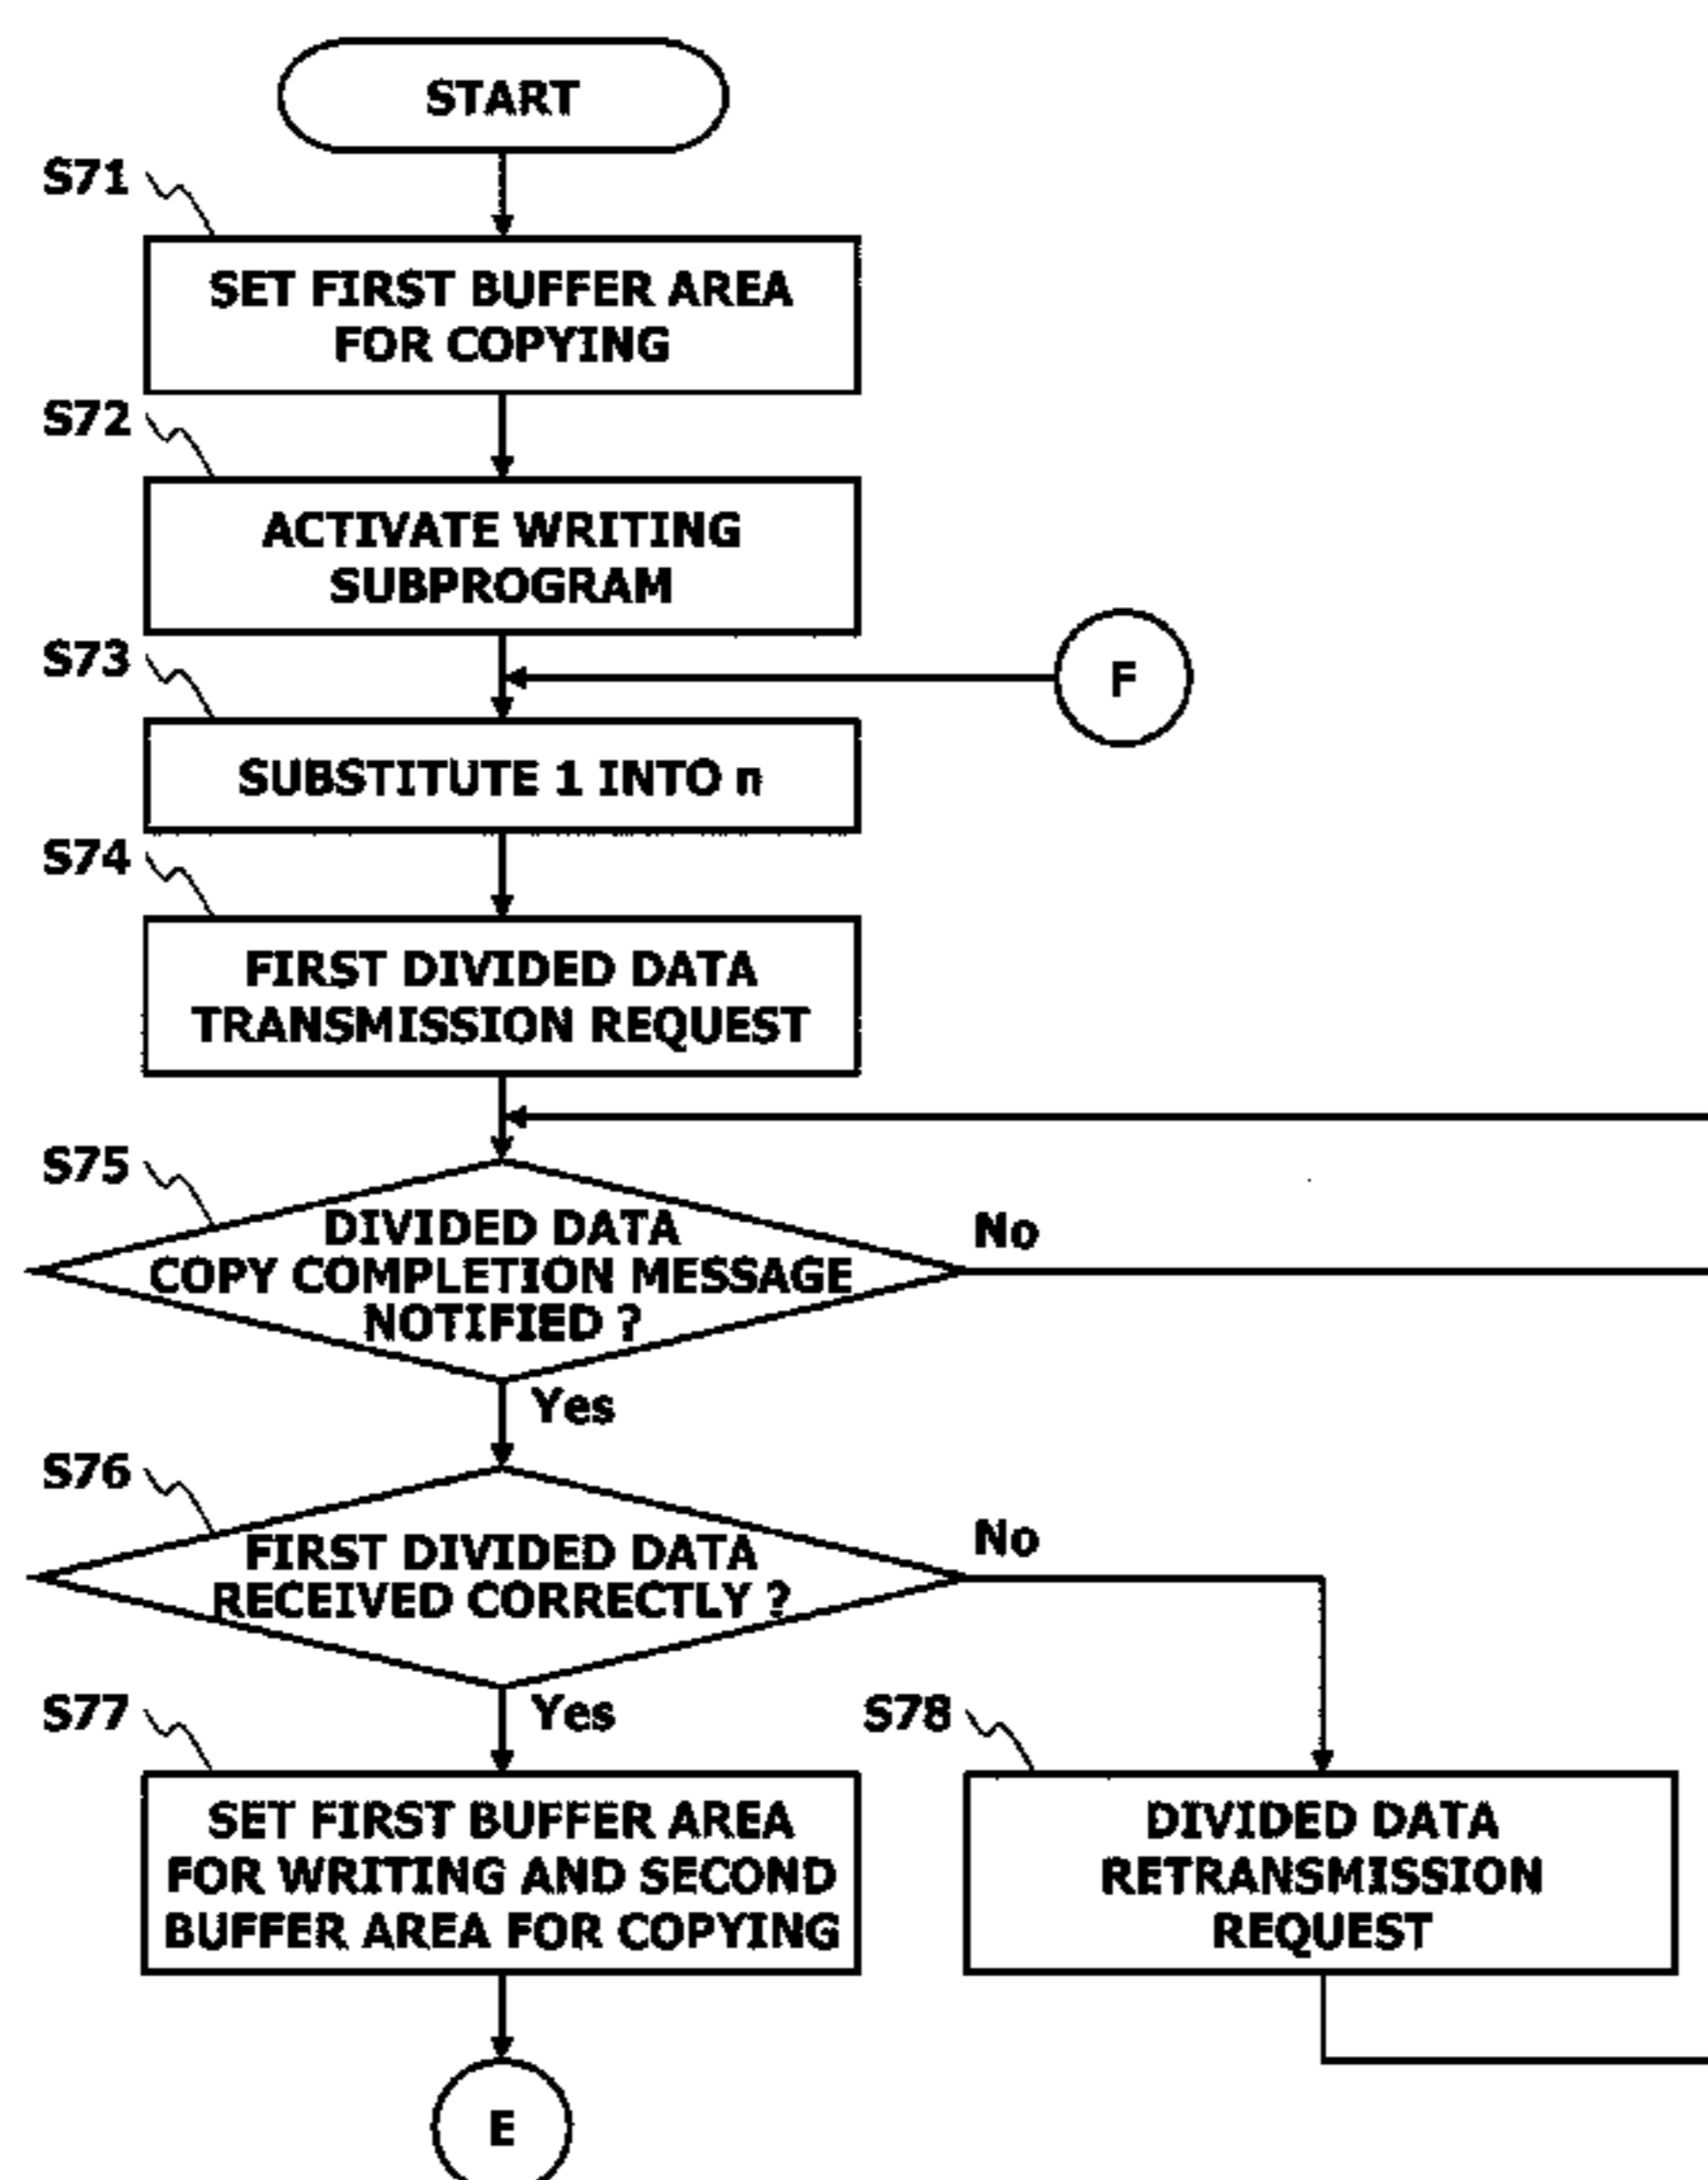 START
S71
SET FIRST BUFFER AREA
FOR COPYING
S72
ACTIVATE WRITING
SUBPROGRAM
S73
F
SUBSTITUTE 1 INTO n
S74
FIRST DIVIDED DATA
TRANSMISSION REQUEST
S75
DIVIDED DATA
COPY COMPLETION MESSAGE
NOTIFIED ?
No
Yes
S76
FIRST DIVIDED DATA
RECEIVED CORRECTLY ?
No
Yes
S77
SET FIRST BUFFER AREA
FOR WRITING AND SECOND
BUFFER AREA FOR COPYING
S78
DIVIDED DATA
RETRANSMISSION
REQUEST
E